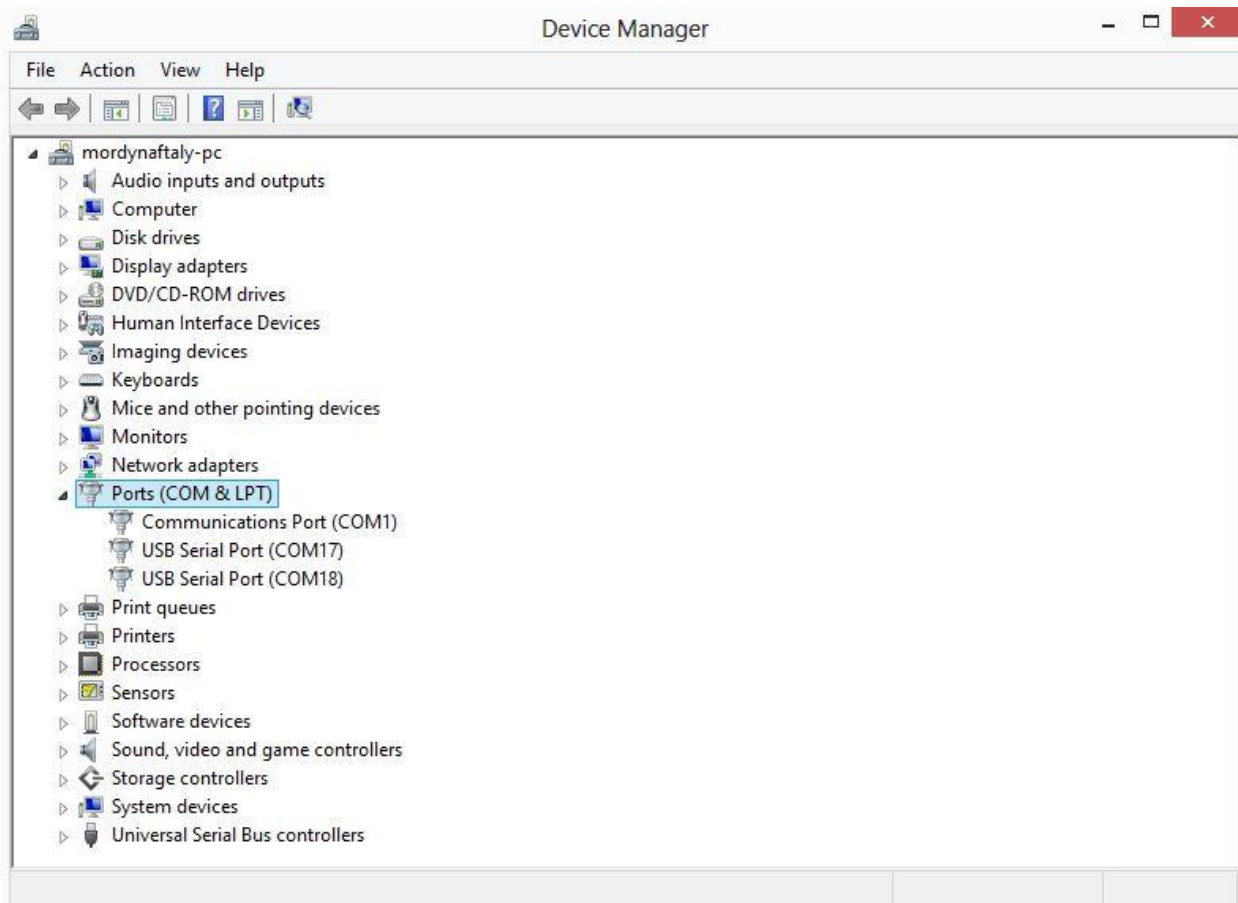 Device Manager
File Action View Help
mordynaftaly-pc
Audio inputs and outputs
Computer
Disk drives
Display adapters
DVD/CD-ROM drives
Human Interface Devices
Imaging devices
Keyboards
Mice and other pointing devices
Monitors
Network adapters
Ports (COM & LPT)
Communications Port (COM1)
USB Serial Port (COM17)
USB Serial Port (COM18)
Print queues
Printers
Processors
Sensors
Software devices
Sound, video and game controllers
Storage controllers
System devices
Universal Serial Bus controllers